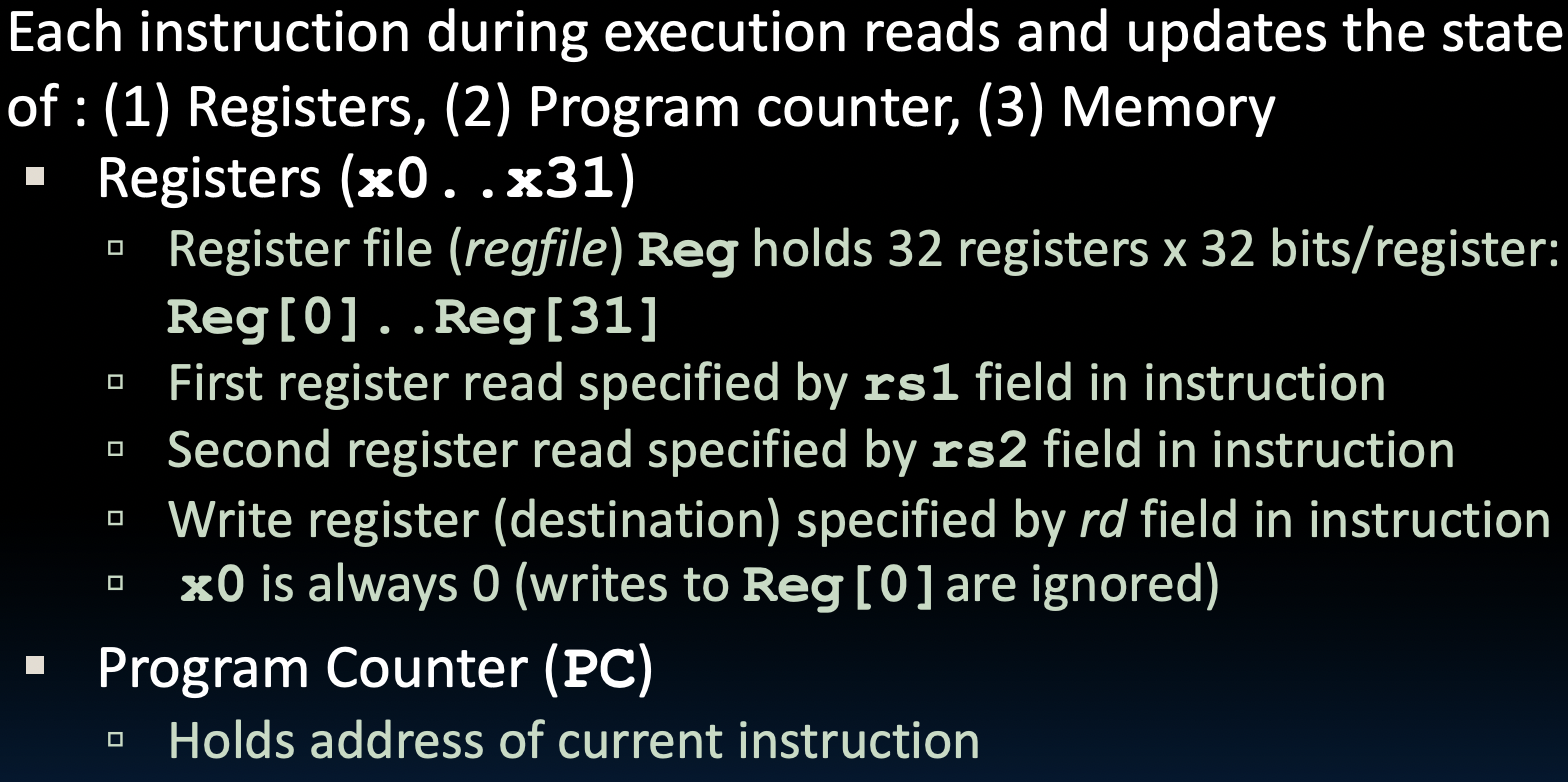 Each instruction during execution reads and updates the state
of : (1) Registers, (2) Program counter, (3) Memory
▪ Registers (x0..x31)
▫ Register file (regfile) Reg holds 32 registers x 32 bits/register:
Reg[0]..Reg[31]
▫ First register read specified by rs1 field in instruction
▫ Second register read specified by rs2 field in instruction
▫ Write register (destination) specified by rd field in instruction
▫ x0 is always 0 (writes to Reg[0] are ignored)
▪ Program Counter (PC)
▫ Holds address of current instruction